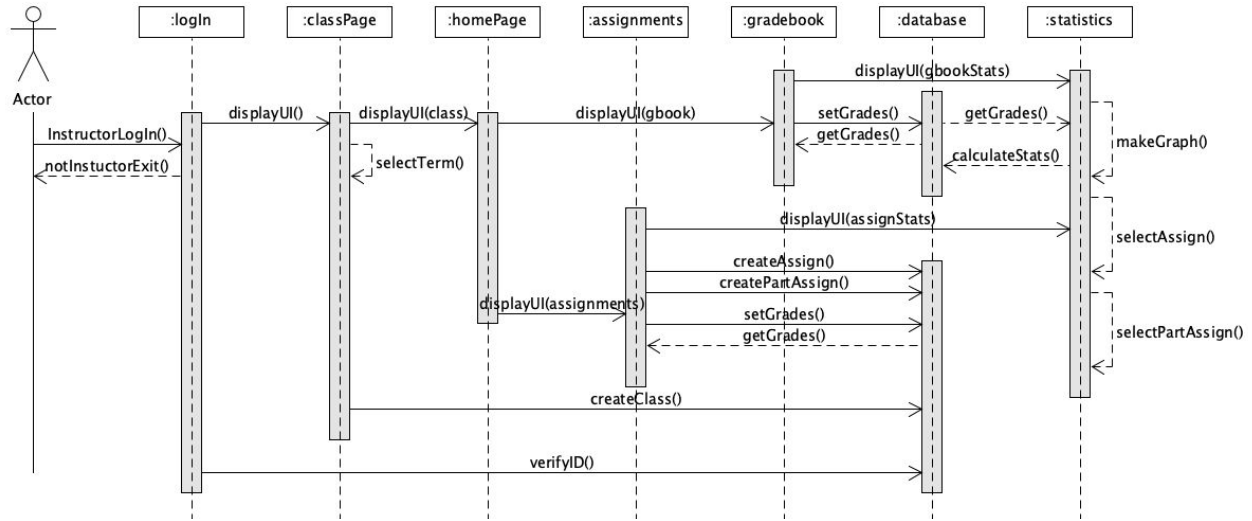 :logIn
:classPage
:homePage
:assignments
:gradebook
:database
:statistics
Actor
displayUI(gbookStats)
displayUI()
displayUI(class)
displayUI(gbook)
setGrades()
getGrades()
InstructorLogIn()
getGrades()
makeGraph()
notInstuctorExit()
selectTerm()
calculateStats()
displayUI(assignStats)
selectAssign()
createAssign()
createPartAssign()
displayUI(assignments)
setGrades()
selectPartAssign()
getGrades()
createClass()
verifyID()